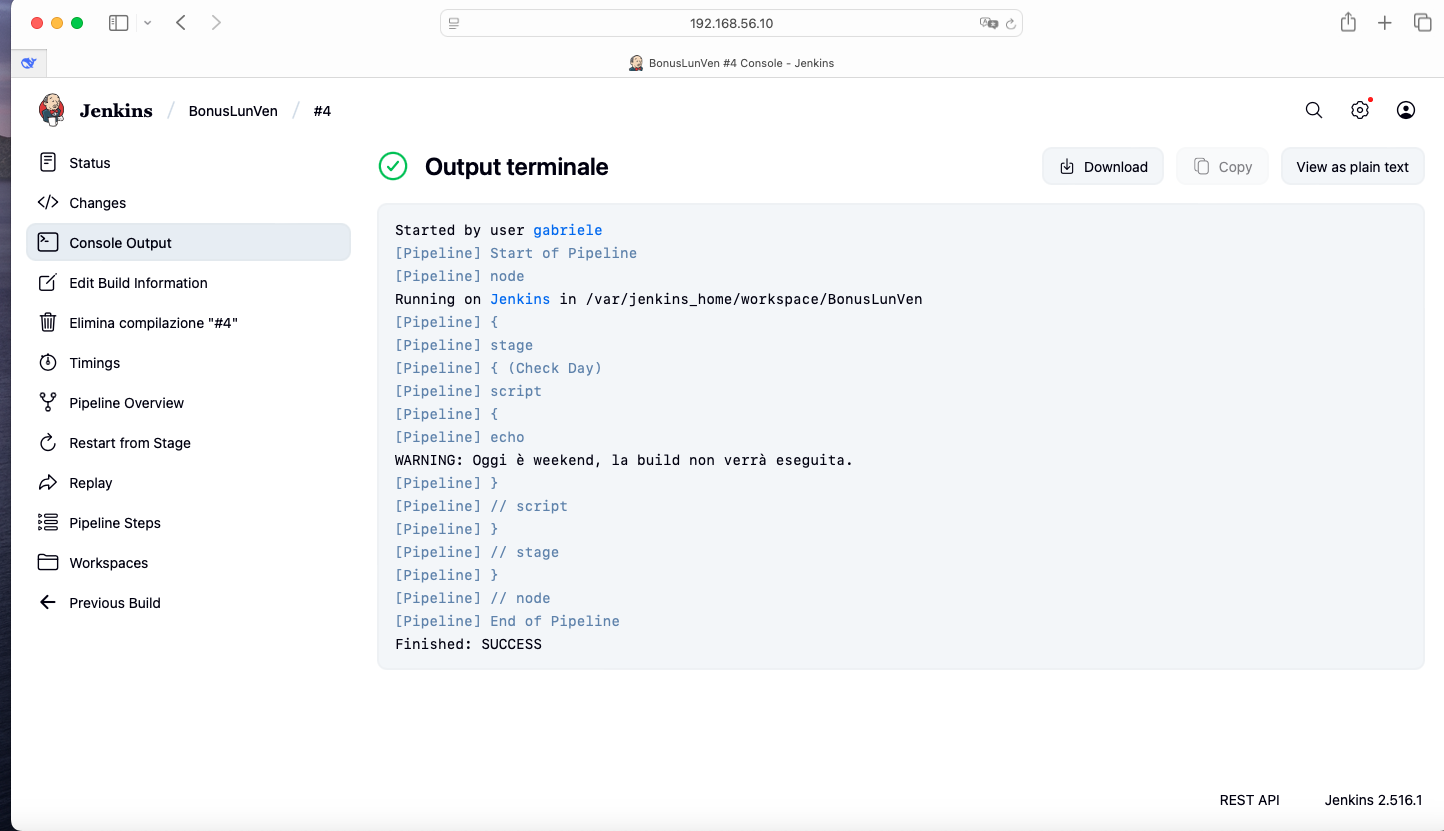 192.168.56.10
BonusLunVen #4 Console - Jenkins
Jenkins / BonusLunVen / #4
Status
Changes
Console Output
Edit Build Information
Elimina compilazione "#4"
Timings
Pipeline Overview
Restart from Stage
Replay
Pipeline Steps
Workspaces
Previous Build
Output terminale
Download
Copy
View as plain text
Started by user gabriele
[Pipeline] Start of Pipeline
[Pipeline] node
Running on Jenkins in /var/jenkins_home/workspace/BonusLunVen
[Pipeline] {
[Pipeline] stage
[Pipeline] { (Check Day)
[Pipeline] script
[Pipeline] {
[Pipeline] echo
WARNING: Oggi è weekend, la build non verrà eseguita.
[Pipeline] }
[Pipeline] // script
[Pipeline] }
[Pipeline] // stage
[Pipeline] }
[Pipeline] // node
[Pipeline] End of Pipeline
Finished: SUCCESS
REST API
Jenkins 2.516.1